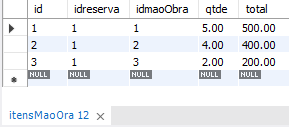 id idreserva idmaoObra qtde total
1 1 1 5.00 500.00
2 1 2 4.00 400.00
3 1 3 2.00 200.00
NULL NULL NULL NULL NULL
itensMaoOra 12 ×